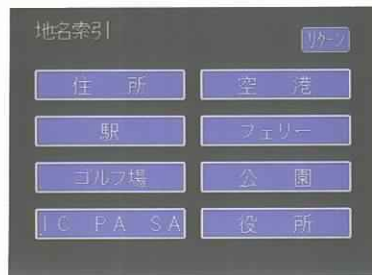 地名索引
リターン
住所 空港
駅 フェリー
ゴルフ場 公園
IC PA SA 役所